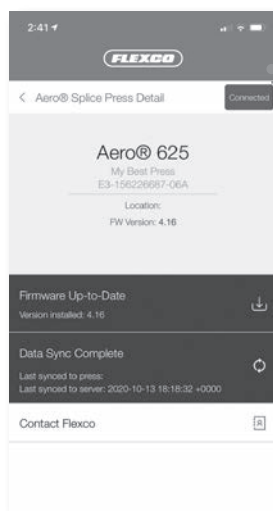 2:41
FLEXCO
< Aero® Splice Press Detail
Connected
Aero® 625
My Best Press
E3-156226687-06A
Location:
FW Version: 4.16
Firmware Up-to-Date
Version installed: 4.16
Data Sync Complete
Last synced to press:
Last synced to server: 2020-10-13 18:18:32 +0000
Contact Flexco